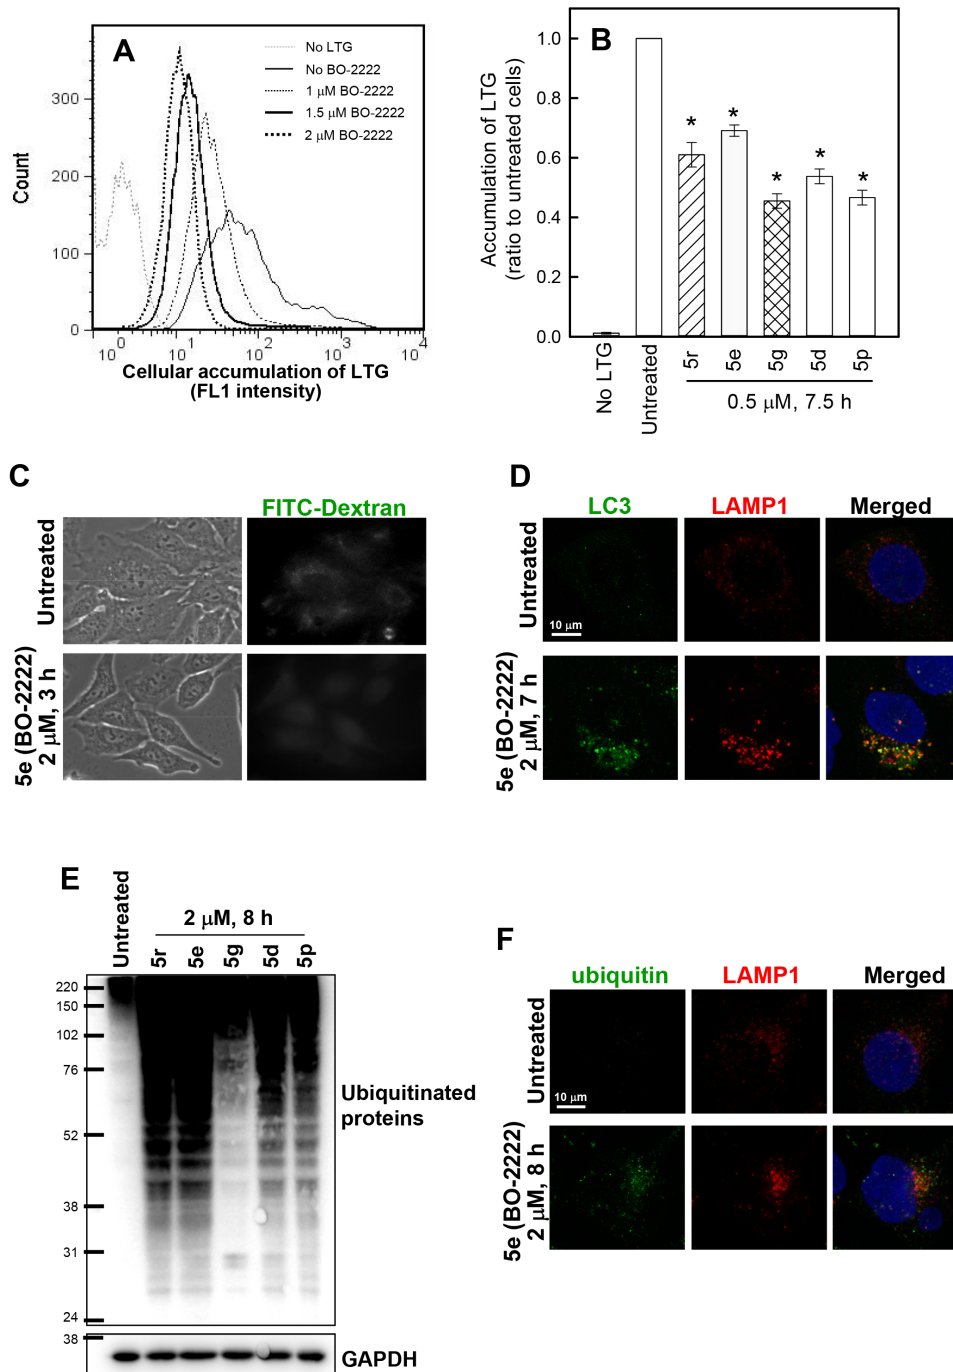 A
No LTG
No BO-2222
1 μM BO-2222
1.5 μM BO-2222
2 μM BO-2222
Count
300
200
100
0
10^0
10^1
10^2
10^3
10^4
Cellular accumulation of LTG
(FL1 intensity)
B
Accumulation of LTG
(ratio to untreated cells)
1.0
0.8
0.6
0.4
0.2
0.0
* * * * *
No LTG
Untreated
5r
5e
5g
5d
5p
0.5 μM, 7.5 h
C
FITC-Dextran
Untreated
5e (BO-2222)
2 μM, 3 h
D
LC3
LAMP1
Merged
Untreated
10 μm
5e (BO-2222)
2 μM, 7 h
E
Untreated
2 μM, 8 h
5r
5e
5g
5d
5p
220
150
102
76
52
38
31
24
38
Ubiquitinated
proteins
GAPDH
F
ubiquitin
LAMP1
Merged
Untreated
10 μm
5e (BO-2222)
2 μM, 8 h